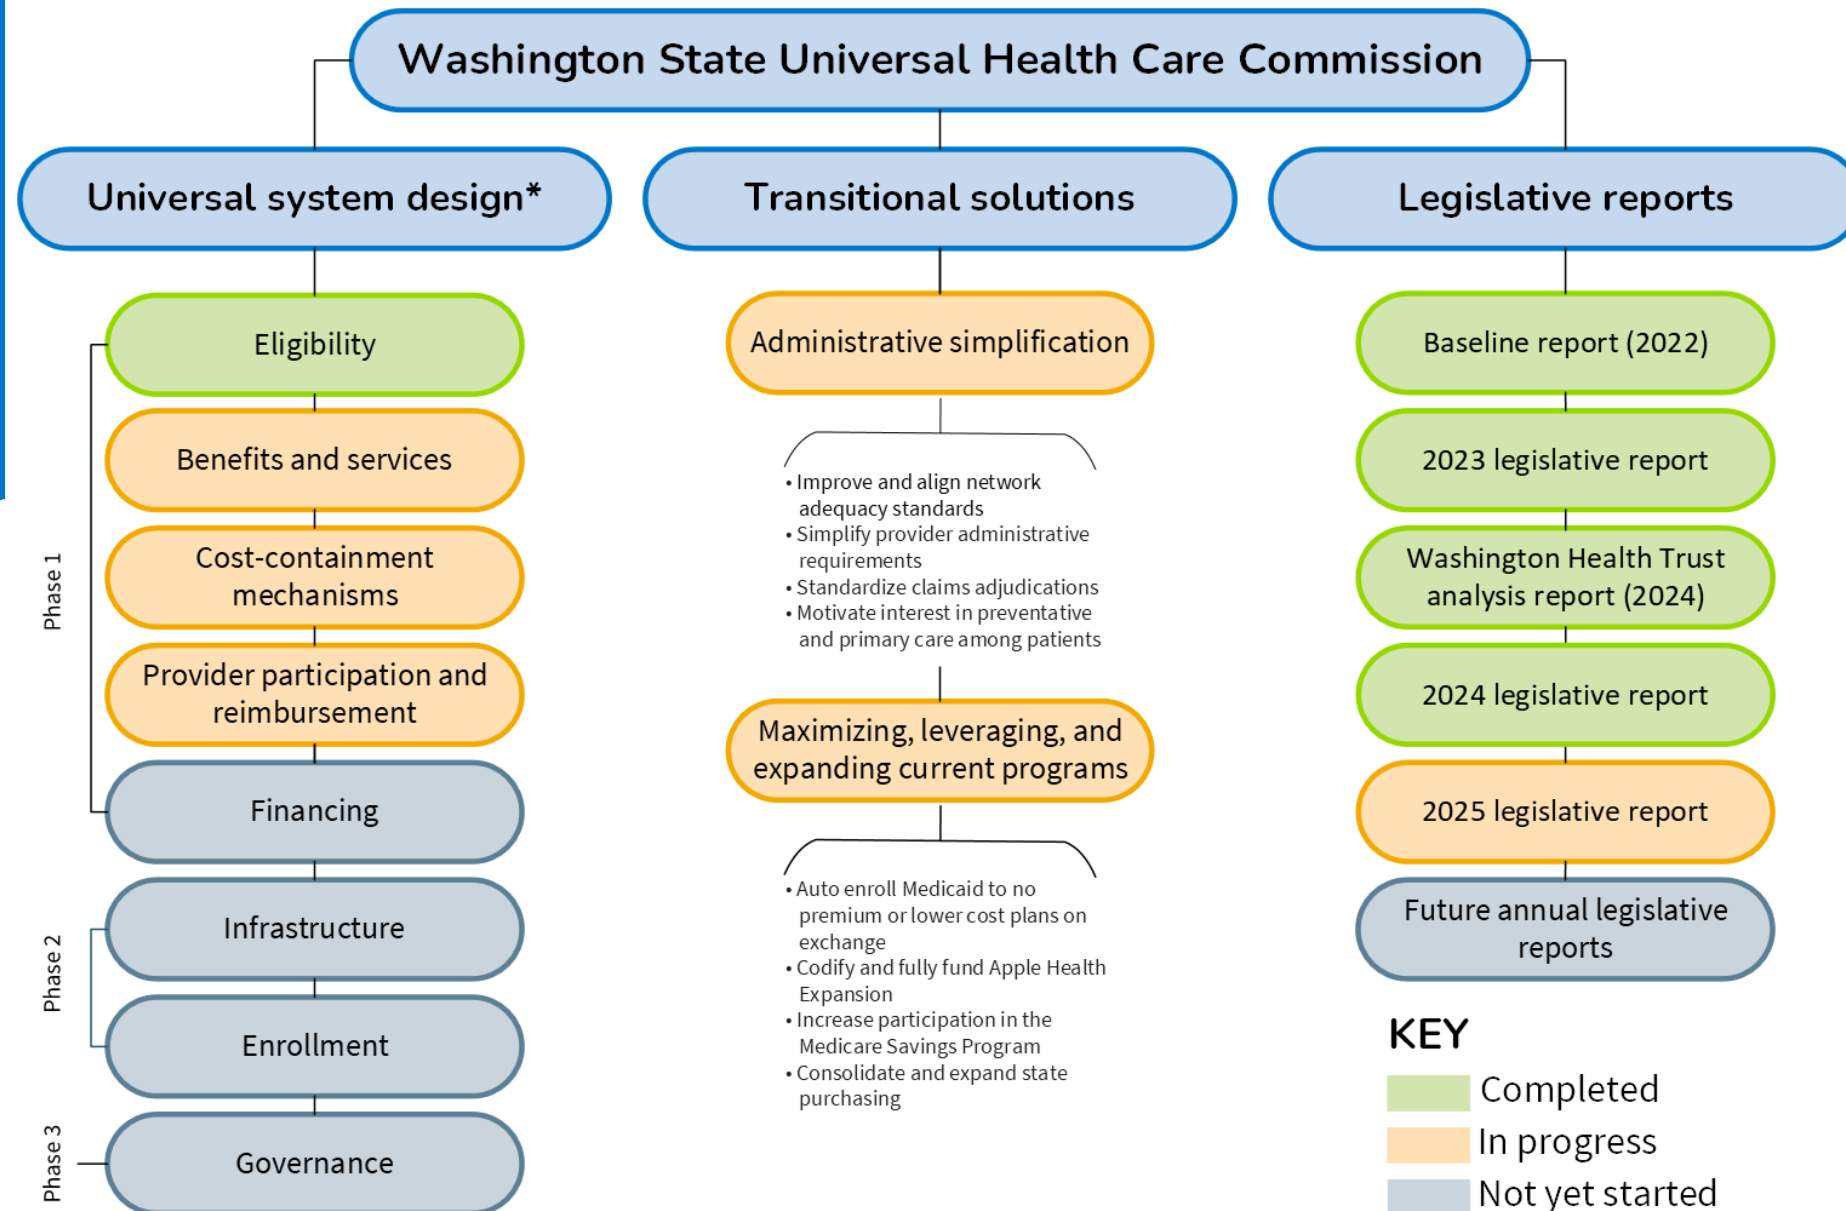 Washington State Universal Health Care Commission
Universal system design*
Eligibility
Benefits and services
Cost-containment
mechanisms
Provider participation and
reimbursement
Financing
Infrastructure
Enrollment
Governance
Phase 1
Phase 2
Phase 3
Transitional solutions
Administrative simplification
• Improve and align network
adequacy standards
• Simplify provider administrative
requirements
• Standardize claims adjudications
• Motivate interest in preventative
and primary care among patients
Maximizing, leveraging, and
expanding current programs
• Auto enroll Medicaid to no
premium or lower cost plans on
exchange
• Codify and fully fund Apple Health
Expansion
• Increase participation in the
Medicare Savings Program
• Consolidate and expand state
purchasing
Legislative reports
Baseline report (2022)
2023 legislative report
Washington Health Trust
analysis report (2024)
2024 legislative report
2025 legislative report
Future annual legislative
reports
KEY
Completed
In progress
Not yet started